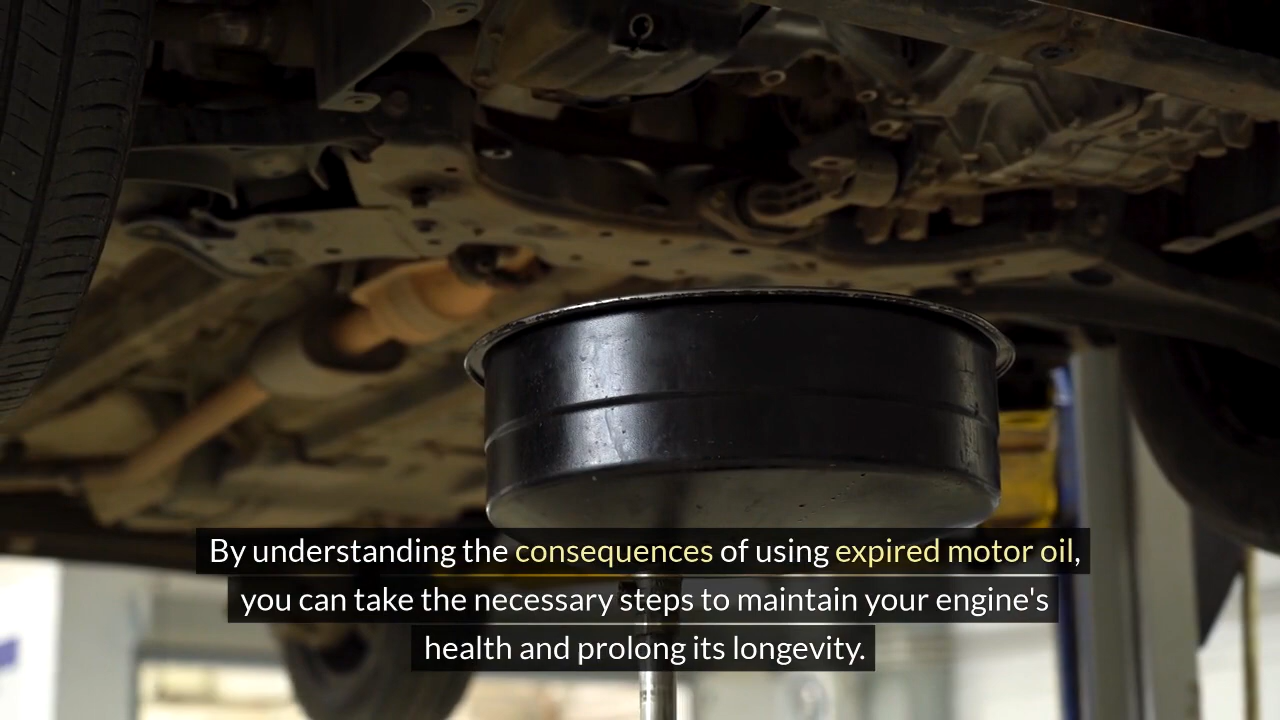 By understanding the consequences of using expired motor oil,
you can take the necessary steps to maintain your engine's
health and prolong its longevity.